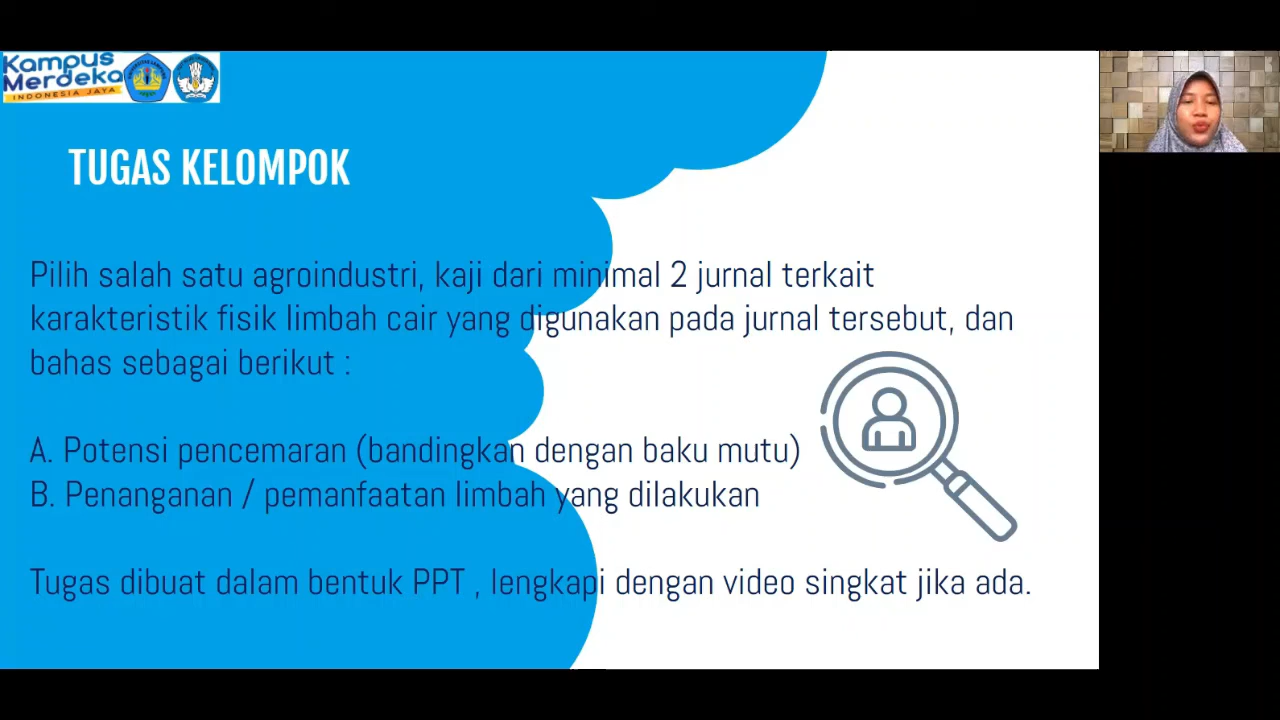 Kampus
Merdeka
INDONESIA JAYA
TUGAS KELOMPOK
Pilih salah satu agroindustri, kaji dari minimal 2 jurnal terkait
karakteristik fisik limbah cair yang digunakan pada jurnal tersebut, dan
bahas sebagai berikut :
A. Potensi pencemaran (bandingkan dengan baku mutu)
B. Penanganan / pemanfaatan limbah yang dilakukan
Tugas dibuat dalam bentuk PPT , lengkapi dengan video singkat jika ada.